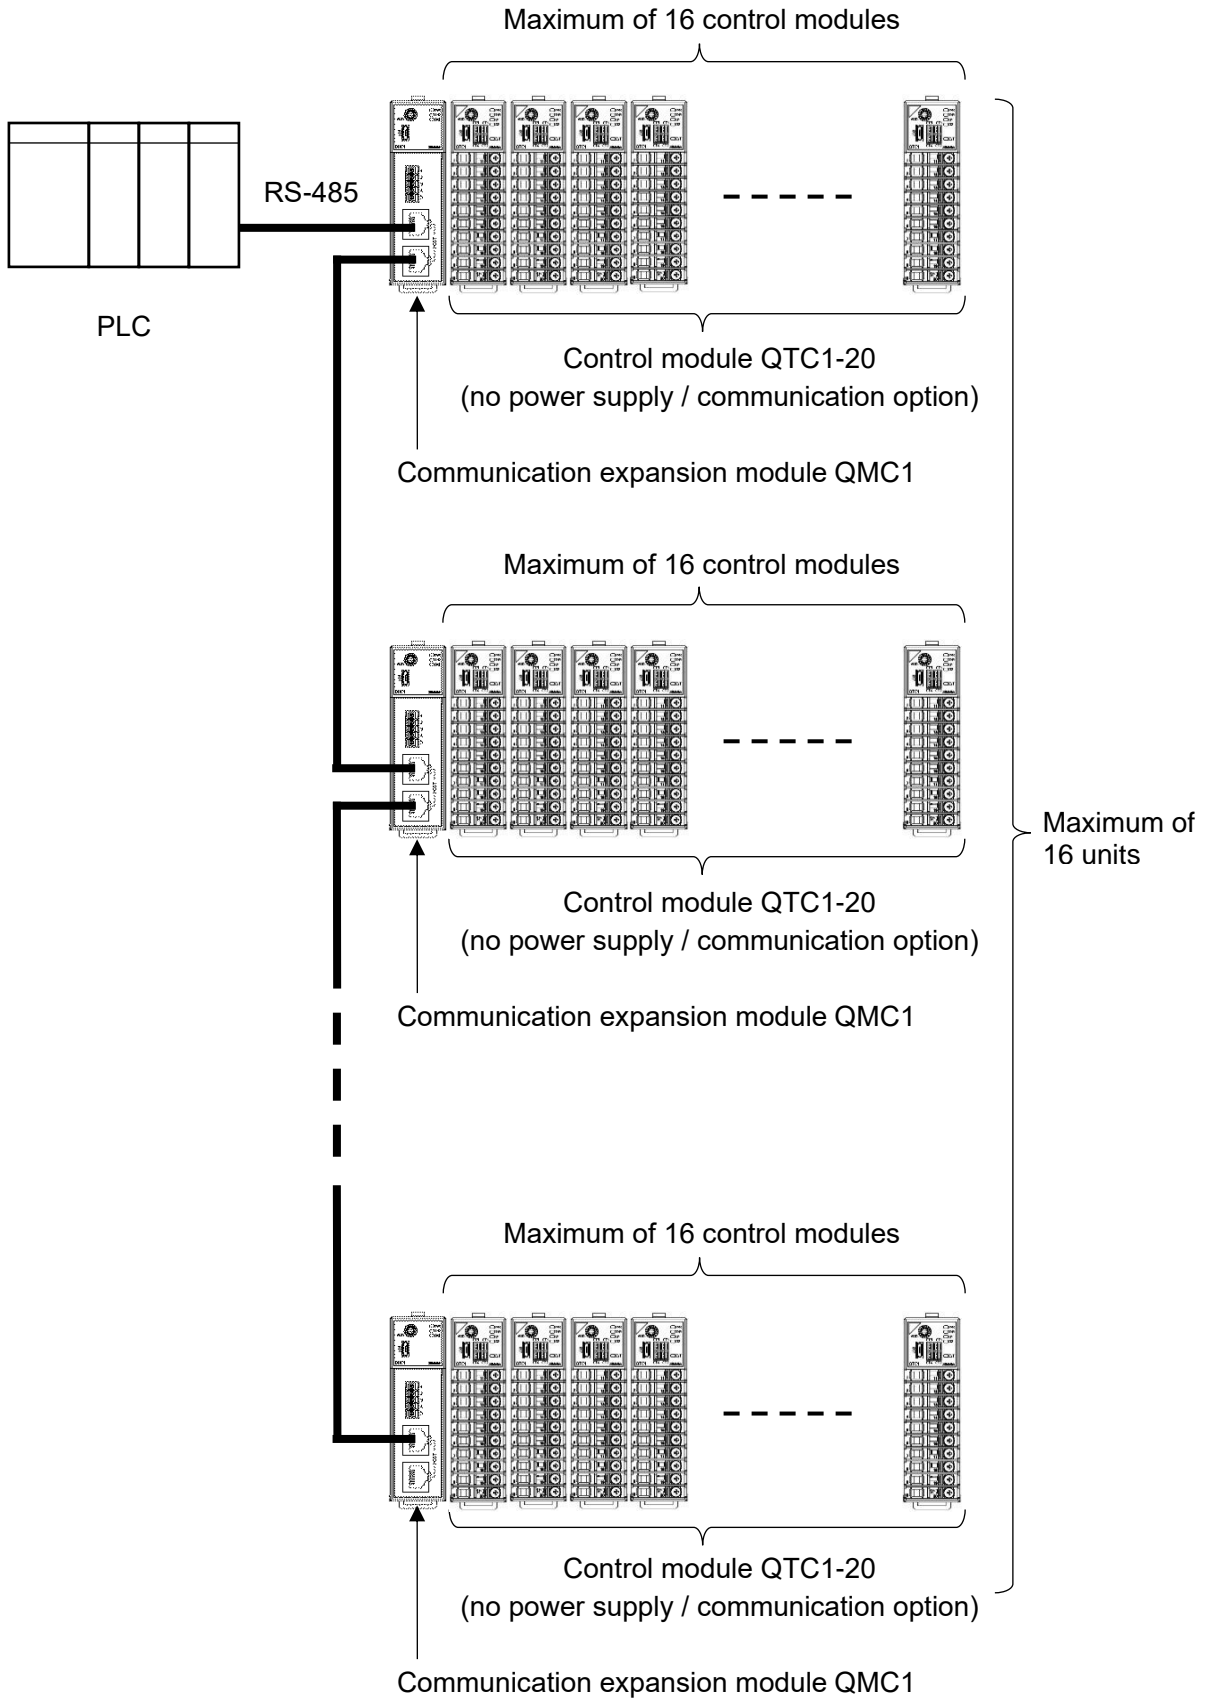 Maximum of 16 control modules
RS-485
PLC
Control module QTC1-20
(no power supply / communication option)
Communication expansion module QMC1
Maximum of 16 control modules
Maximum of
16 units
Control module QTC1-20
(no power supply / communication option)
Communication expansion module QMC1
Maximum of 16 control modules
Control module QTC1-20
(no power supply / communication option)
Communication expansion module QMC1